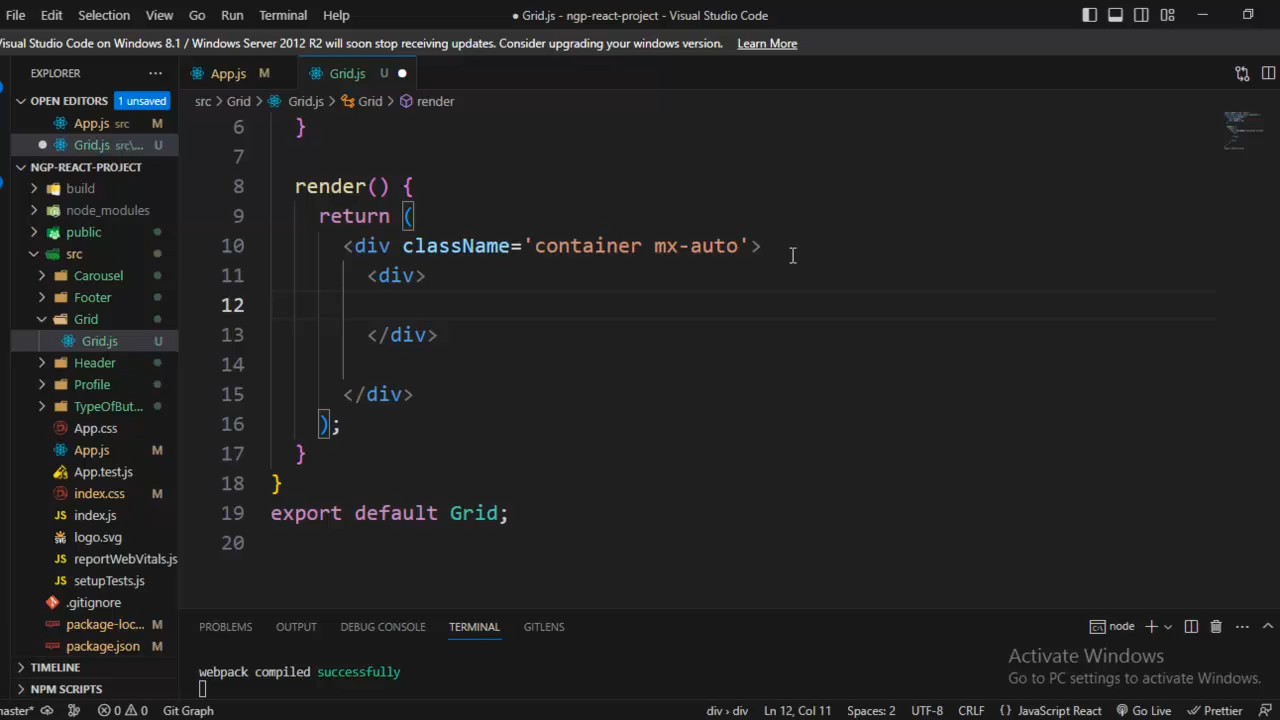 File Edit Selection View Go Run Terminal Help
● Grid.js - ngp-react-project - Visual Studio Code
Visual Studio Code on Windows 8.1 / Windows Server 2012 R2 will soon stop receiving updates. Consider upgrading your windows version. Learn More
EXPLORER ...
OPEN EDITORS 1 unsaved
App.js src M
Grid.js src\... U
NGP-REACT-PROJECT
build
node_modules
public
src
Carousel
Footer
Grid
Grid.js U
Header
Profile
TypeOfBut...
App.css
App.js M
App.test.js
index.css M
index.js
logo.svg
reportWebVitals.js
setupTests.js
.gitignore
package-loc... M
package.json M
TIMELINE
NPM SCRIPTS
App.js M Grid.js U
src > Grid > Grid.js > Grid > render
6 }
7
8 render() {
9 return (
10 <div className='container mx-auto'>
11 <div>
12
13 </div>
14
15 </div>
16 );
17 }
18 }
19 export default Grid;
20
PROBLEMS OUTPUT DEBUG CONSOLE TERMINAL GITLENS
node
webpack compiled successfully
Activate Windows
Go to PC settings to activate Windows.
master* 0 0 Git Graph div > div Ln 12, Col 11 Spaces: 2 UTF-8 CRLF {} JavaScript React Go Live Prettier